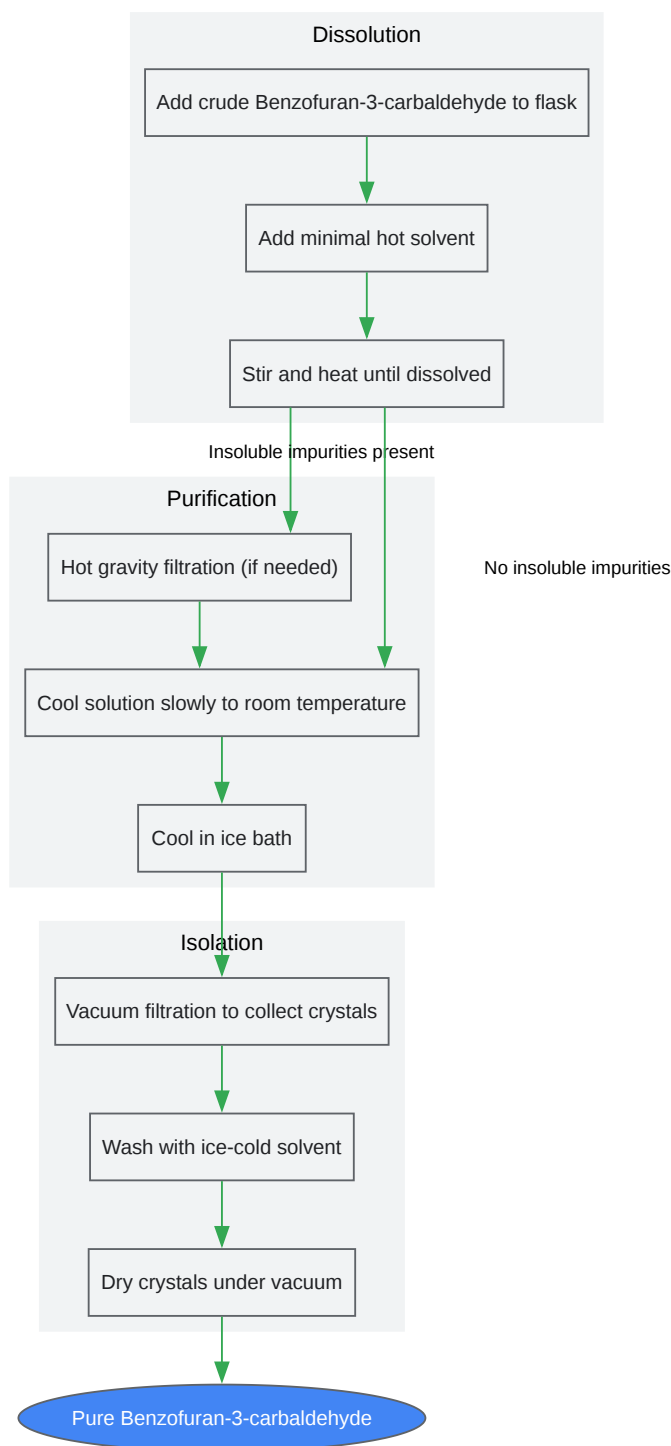 Dissolution
Add crude Benzofuran-3-carbaldehyde to flask
Add minimal hot solvent
Stir and heat until dissolved
Insoluble impurities present
Purification
Hot gravity filtration (if needed)
No insoluble impurities
Cool solution slowly to room temperature
Cool in ice bath
Isolation
Vacuum filtration to collect crystals
Wash with ice-cold solvent
Dry crystals under vacuum
Pure Benzofuran-3-carbaldehyde